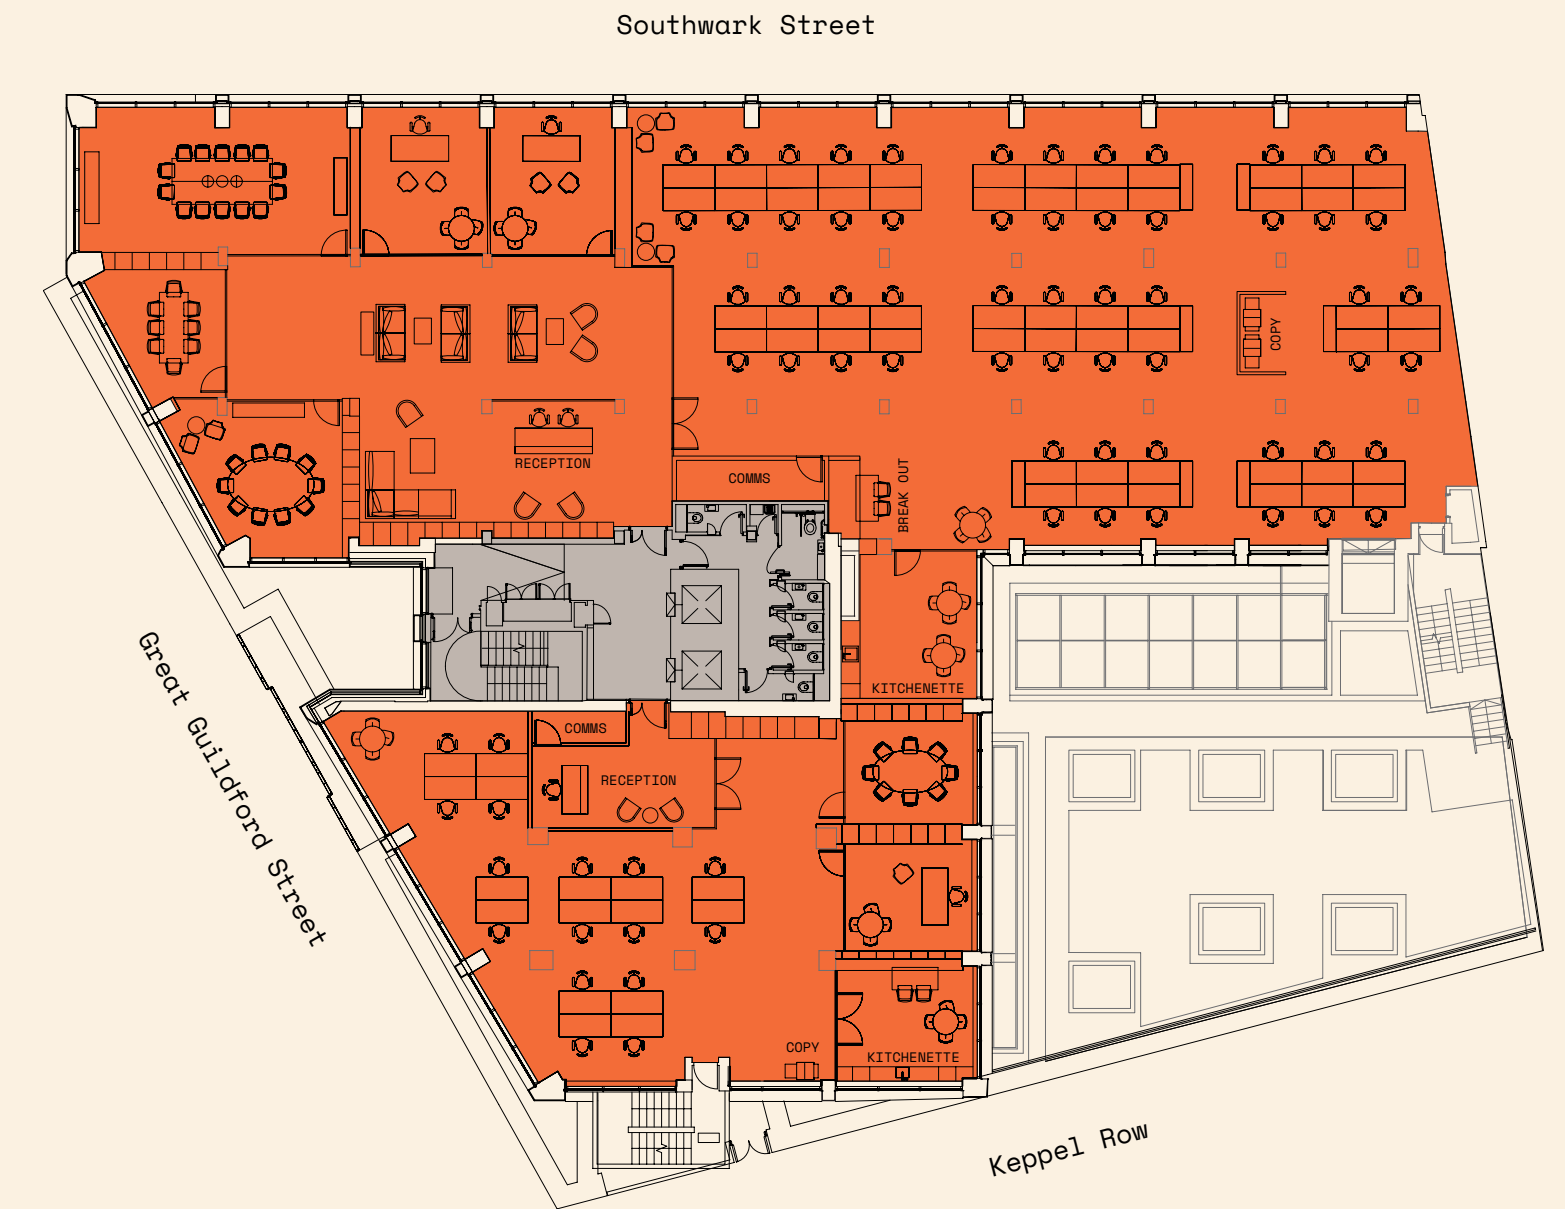 Southwark Street
COPY
RECEPTION
COMMS
BREAK OUT
KITCHENETTE
Great Guildford Street
COMMS
RECEPTION
COPY
KITCHENETTE
Keppel Row